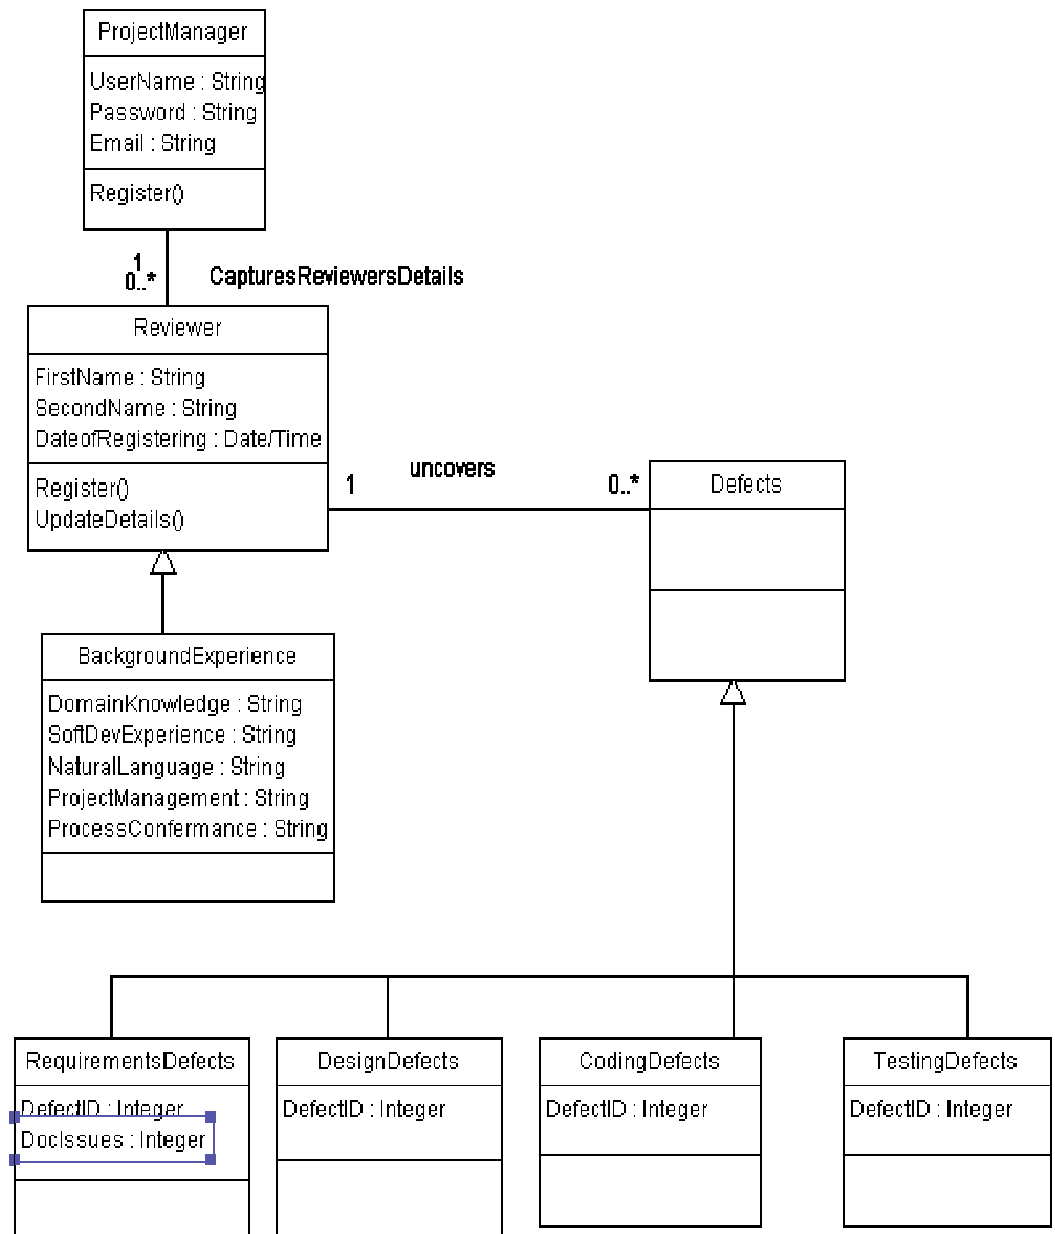 ProjectManager
UserName : String
Password : String
Email : String
Register()
1
0..*
CapturesReviewersDetails
Reviewer
FirstName : String
SecondName : String
DateofRegistering : Date/Time
Register()
UpdateDetails()
1
uncovers
0..*
Defects
BackgroundExperience
DomainKnowledge : String
SoftDevExperience : String
NaturalLanguage : String
ProjectManagement : String
ProcessConfermance : String
RequirementsDefects
DefectID : Integer
DocIssues : Integer
DesignDefects
DefectID : Integer
CodingDefects
DefectID : Integer
TestingDefects
DefectID : Integer